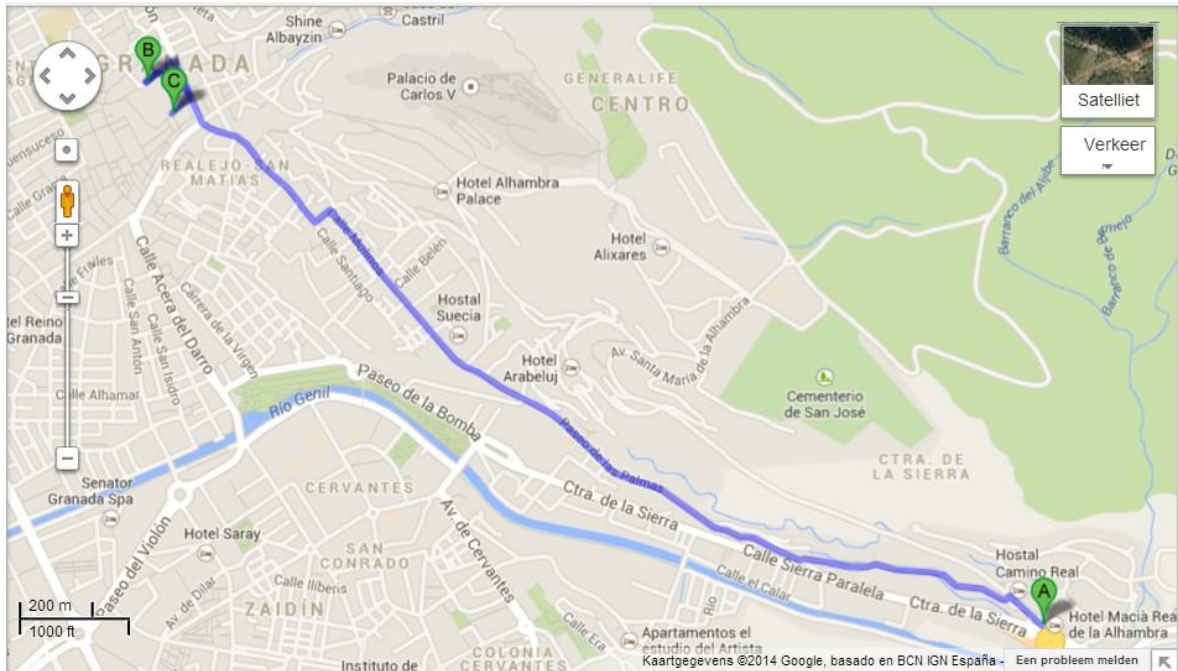 Shine
Albayzin
Castril
B
GRANADA
C
Palacio de
Carlos V
GENERALIFE
CENTRO
Satelliet
Verkeer
REALEJO-SAN
MATIAS
Calle Gracia
Hotel Alhambra
Palace
Calle Molinos
Calle Santiago
Calle Belén
Hotel
Alixares
Barranco del Aljibe
Barranco de Bermejo
Calle Acera del Darro
Carrera de la Virgen
Calle San Antón
Calle San Isidro
Hostal
Suecia
Av. Santa María de la Alhambra
Hotel
Arabeluj
Cementerio
de San José
Calle Alhamar
Río Genil
Paseo de la Bomba
Paseo de las Palmas
CTRA. DE
LA SIERRA
Senator
Granada Spa
CERVANTES
Ctra. de la Sierra
Hotel Saray
Paseo del Violón
Av. de Cervantes
SAN
CONRADO
Calle Sierra Paralela
Hostal
Camino Real
A
Calle Ilíberis
Calle el Calar
Ctra. de la Sierra
Av. de Dílar
ZAIDÍN
Río
Hotel Macià Rea
de la Alhambra
200 m
1000 ft
Calle Era
Apartamentos el
estudio del Artista
Instituto de
COLONIA
CERVANTES
Kaartgegevens ©2014 Google, basado en BCN IGN España -
Een probleem melden